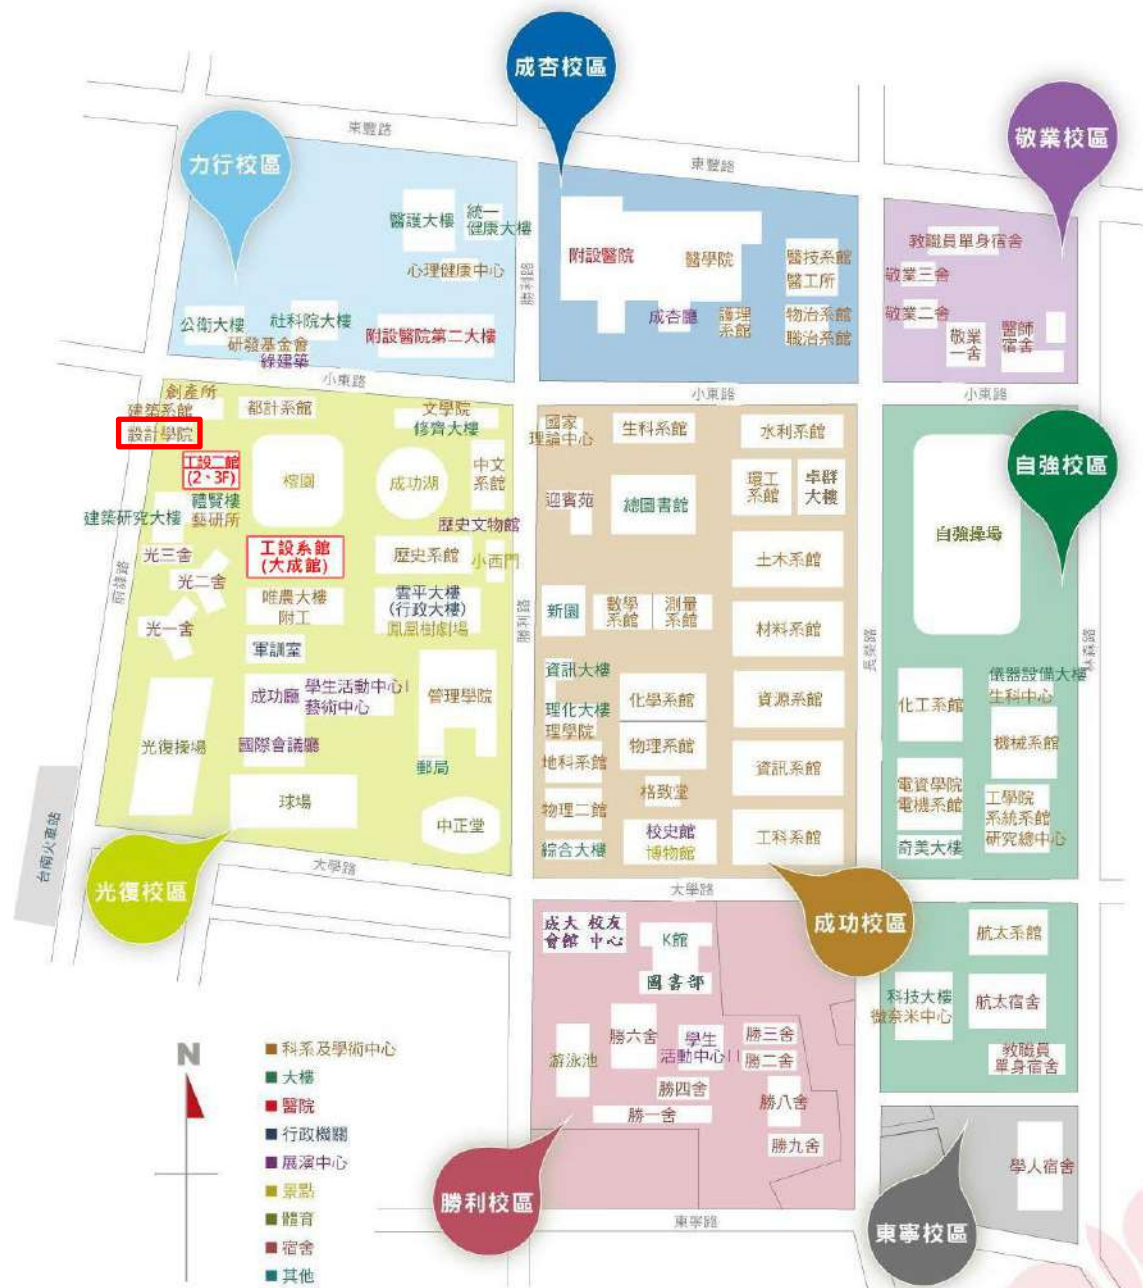 成杏校區
敬業校區
力行校區
東豐路
東豐路
醫護大樓
統一
健康大樓
心理健康中心
公衛大樓
社科院大樓
研發基金會
綠建築
附設醫院第二大樓
勝利路
附設醫院
醫學院
成杏廳
護理
系館
醫技系館
醫工所
物治系館
職治系館
教職員單身宿舍
敬業三舍
敬業二舍
敬業
一舍
醫師
宿舍
小東路
小東路
小東路
創產所
建築系館
設計學院
都計系館
文學院
修齊大樓
工設二館
(2、3F)
榕園
成功湖
中文
系館
禮賢樓
藝研所
建築研究大樓
歷史文物館
光三舍
工設系館
(大成館)
歷史系館
小西門
光二舍
唯農大樓
附工
雲平大樓
(行政大樓)
鳳凰樹劇場
光一舍
軍訓室
成功廳
學生活動中心I
藝術中心
管理學院
光復操場
國際會議廳
郵局
球場
中正堂
前鋒路
勝利路
台南火車站
大學路
光復校區
國家
理論中心
生科系館
水利系館
迎賓苑
總圖書館
環工
系館
卓群
大樓
土木系館
新園
數學
系館
測量
系館
材料系館
資訊大樓
理化大樓
理學院
化學系館
資源系館
地科系館
物理系館
資訊系館
物理二館
格致堂
綜合大樓
校史館
博物館
工科系館
長榮路
大學路
成功校區
自強校區
自強操場
林森路
儀器設備大樓
生科中心
化工系館
機械系館
電資學院
電機系館
工學院
系統系館
研究總中心
奇美大樓
航太系館
科技大樓
微奈米中心
航太宿舍
教職員
單身宿舍
成大 校友
會館 中心
K館
圖書部
勝六舍
游泳池
學生
活動中心II
勝三舍
勝二舍
勝四舍
勝八舍
勝一舍
勝九舍
勝利校區
東寧路
東寧校區
學人宿舍
N
科系及學術中心
大樓
醫院
行政機關
展演中心
景點
體育
宿舍
其他